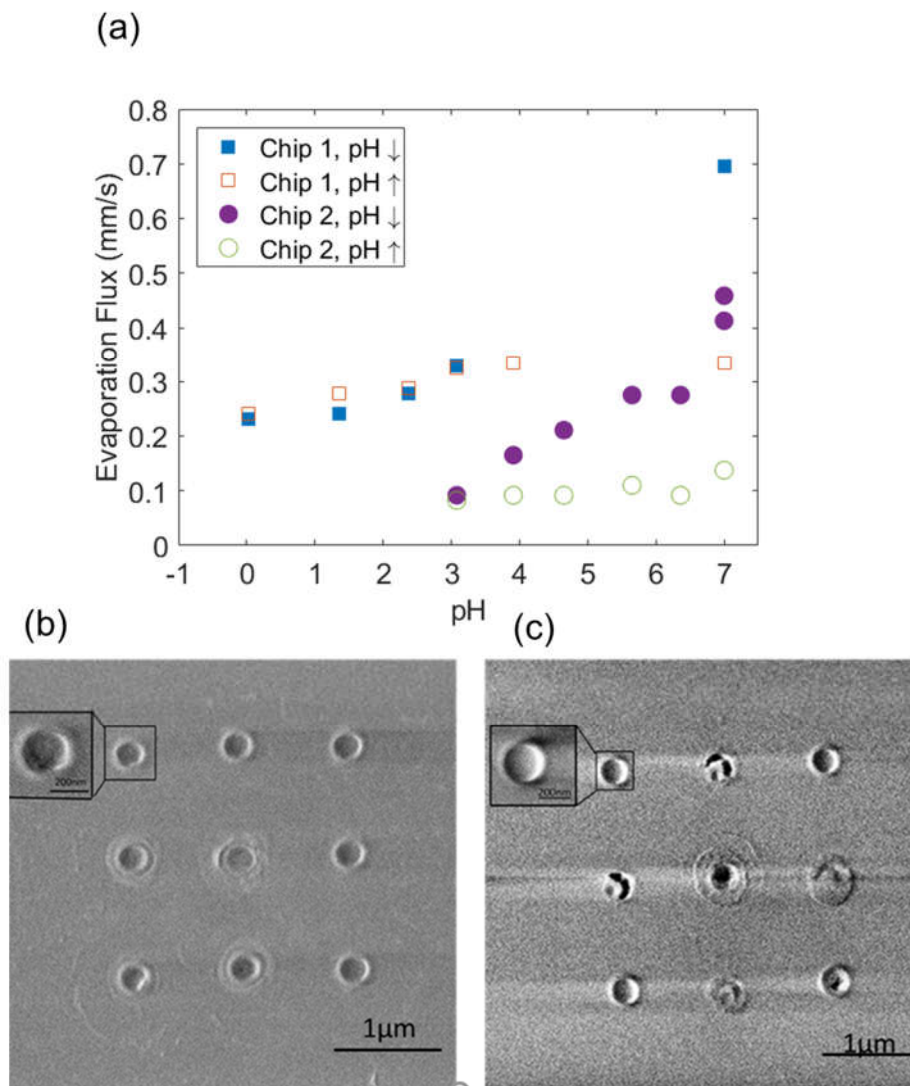 (a)
0.8
0.7
0.6
0.5
0.4
0.3
0.2
0.1
0
Evaporation Flux (mm/s)
Chip 1, pH ↓
Chip 1, pH ↑
Chip 2, pH ↓
Chip 2, pH ↑
-1 0 1 2 3 4 5 6 7
pH
(b)
(c)
200nm
200nm
1μm
1μm